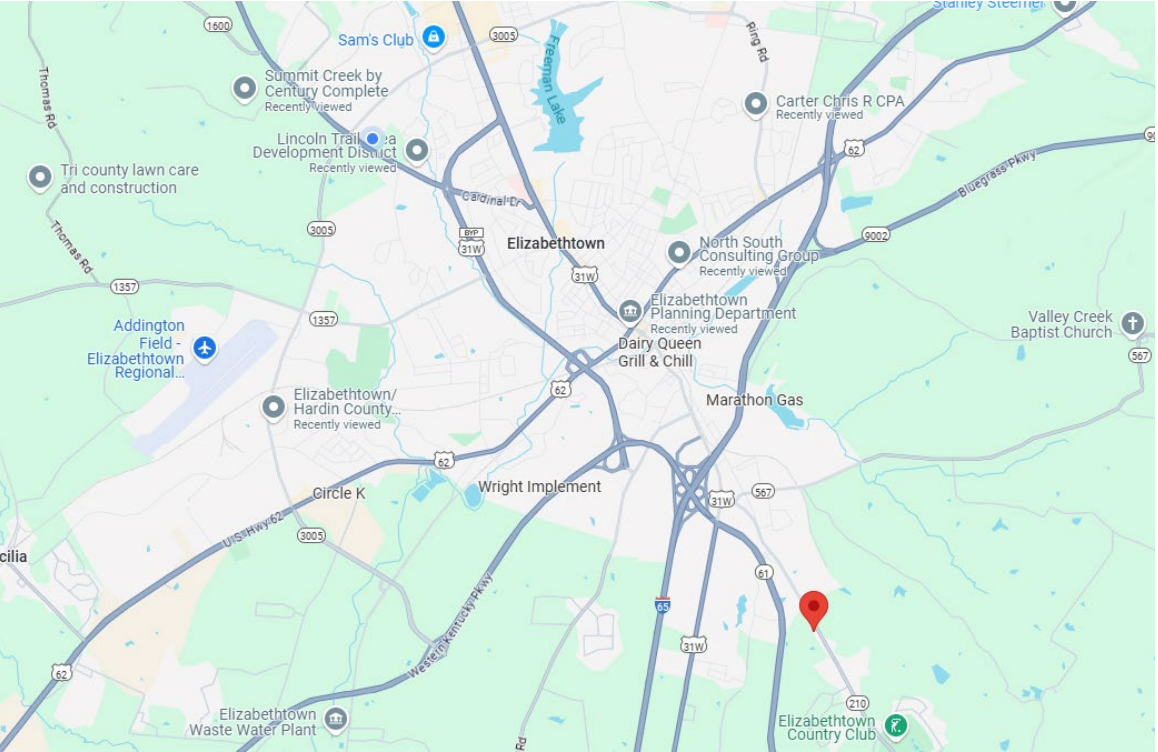 Stanley Steemer
1600
3005
Sam's Club
Freeman Lake
Ring Rd
Thomas Rd
Summit Creek by
Century Complete
Recently viewed
Carter Chris R CPA
Recently viewed
Lincoln Trail Area
Development District
Recently viewed
62
Bluegrass Pkwy
Tri county lawn care
and construction
Cardinal Dr
3005
Thomas Rd
BYP
31W
Elizabethtown
9002
North South
Consulting Group
Recently viewed
31W
1357
Elizabethtown
Planning Department
Recently viewed
1357
Addington
Field -
Elizabethtown
Regional...
Valley Creek
Baptist Church
Dairy Queen
Grill & Chill
567
62
Elizabethtown/
Hardin County...
Recently viewed
Marathon Gas
62
Circle K
Wright Implement
31W
567
U.S. Hwy 62
3005
cilia
61
Western Kentucky Pkwy
65
31W
62
210
Elizabethtown
Waste Water Plant
Elizabethtown
Country Club
Rd